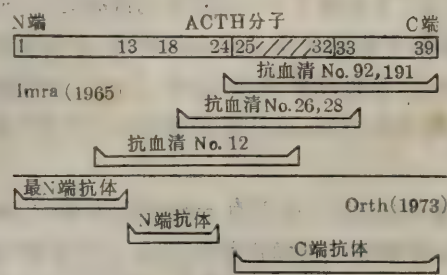 N端 ACTH分子 C端
1 13 18 24 25 32 33 39
抗血清 No.92,191
Imra (1965)
抗血清No.26,28
抗血清 No.12
最N端抗体 Orth(1973)
N端抗体
C端抗体